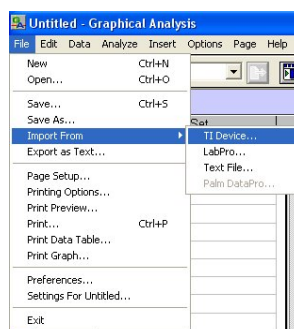 Untitled - Graphical Analysis
File Edit Data Analyze Insert Options Page Help
New Ctrl+N
Open... Ctrl+O
Save... Ctrl+S
Save As...
Import From
Export as Text...
Page Setup...
Printing Options...
Print Preview...
Print... Ctrl+P
Print Data Table...
Print Graph...
Preferences...
Settings For Untitled...
Exit
TI Device...
LabPro...
Text File...
Palm DataPro...